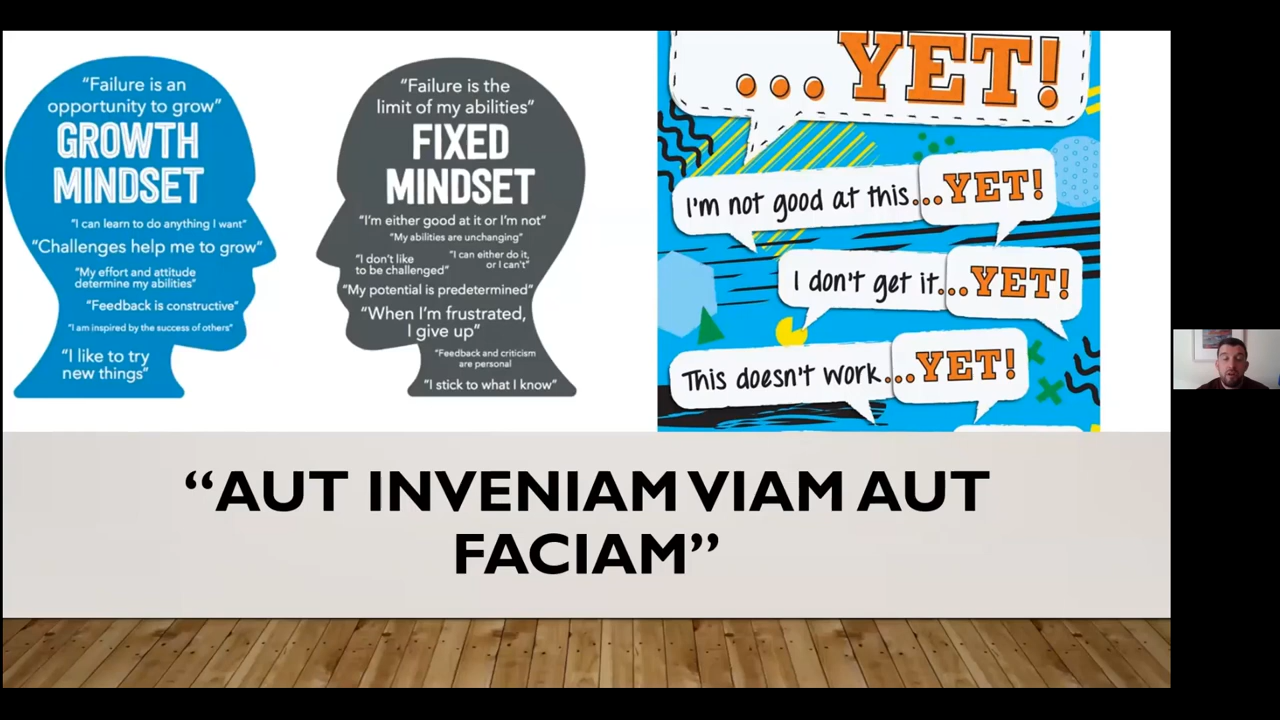 “Failure is an
opportunity to grow”
GROWTH
MINDSET
“I can learn to do anything I want”
“Challenges help me to grow”
“My effort and attitude
determine my abilities”
“Feedback is constructive”
“I am inspired by the success of others”
“I like to try
new things”
“Failure is the
limit of my abilities”
FIXED
MINDSET
“I'm either good at it or I'm not”
“My abilities are unchanging”
“I don't like
to be challenged”
“I can either do it,
or I can't”
“My potential is predetermined”
“When I'm frustrated,
I give up”
“Feedback and criticism
are personal
“I stick to what I know”
...YET!
I'm not good at this...YET!
I don't get it...YET!
This doesn't work...YET!
“AUT INVENIAM VIAM AUT
FACIAM”